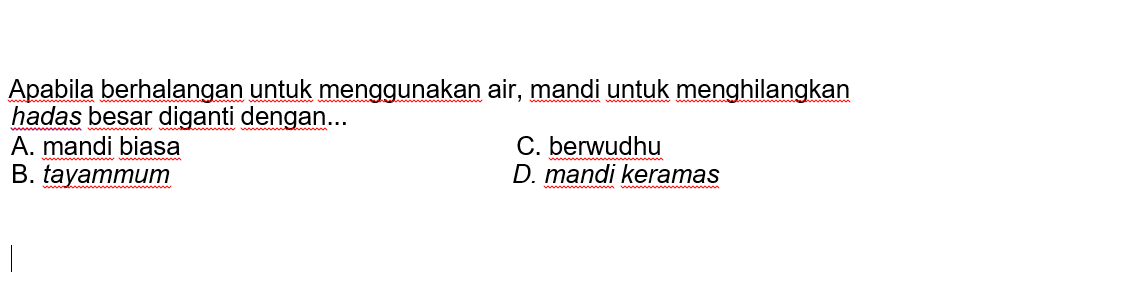 Apabila berhalangan untuk menggunakan air, mandi untuk menghilangkan
hadas besar diganti dengan...
A. mandi biasa C. berwudhu
B. tayammum D. mandi keramas